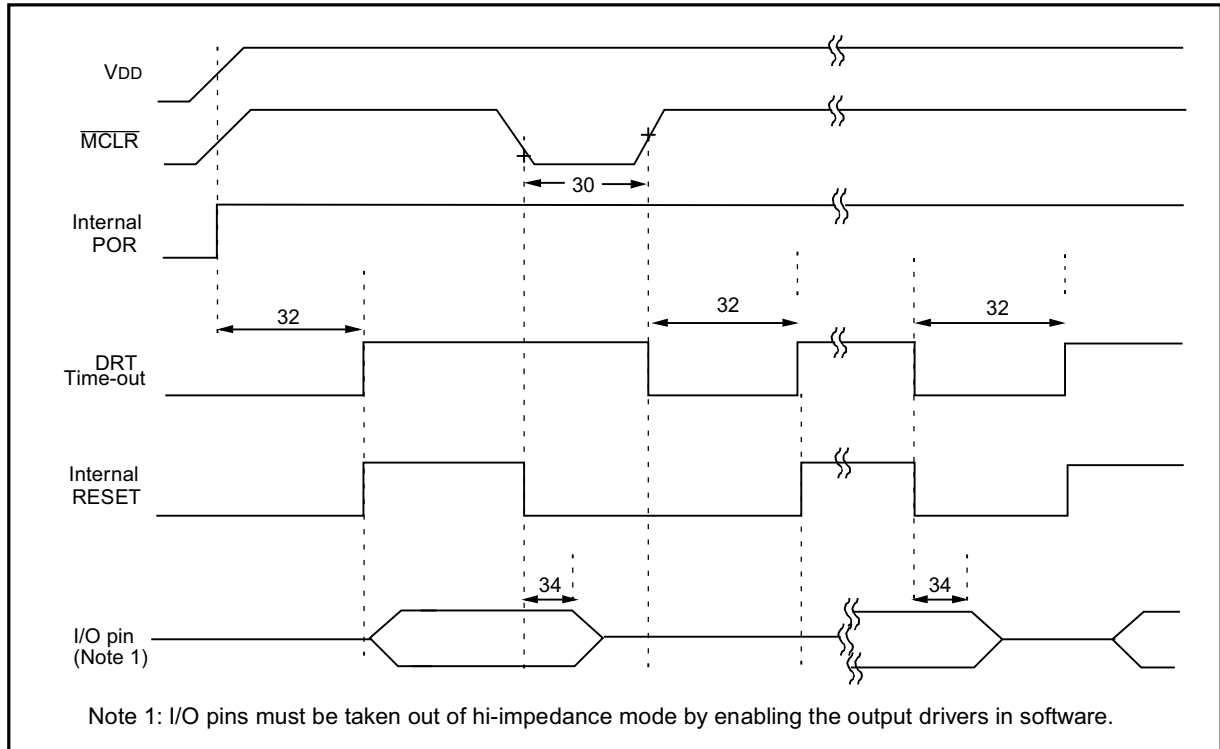 VDD
MCLR
30
Internal
POR
32
32
32
DRT
Time-out
Internal
RESET
34
34
I/O pin
(Note 1)
Note 1: I/O pins must be taken out of hi-impedance mode by enabling the output drivers in software.